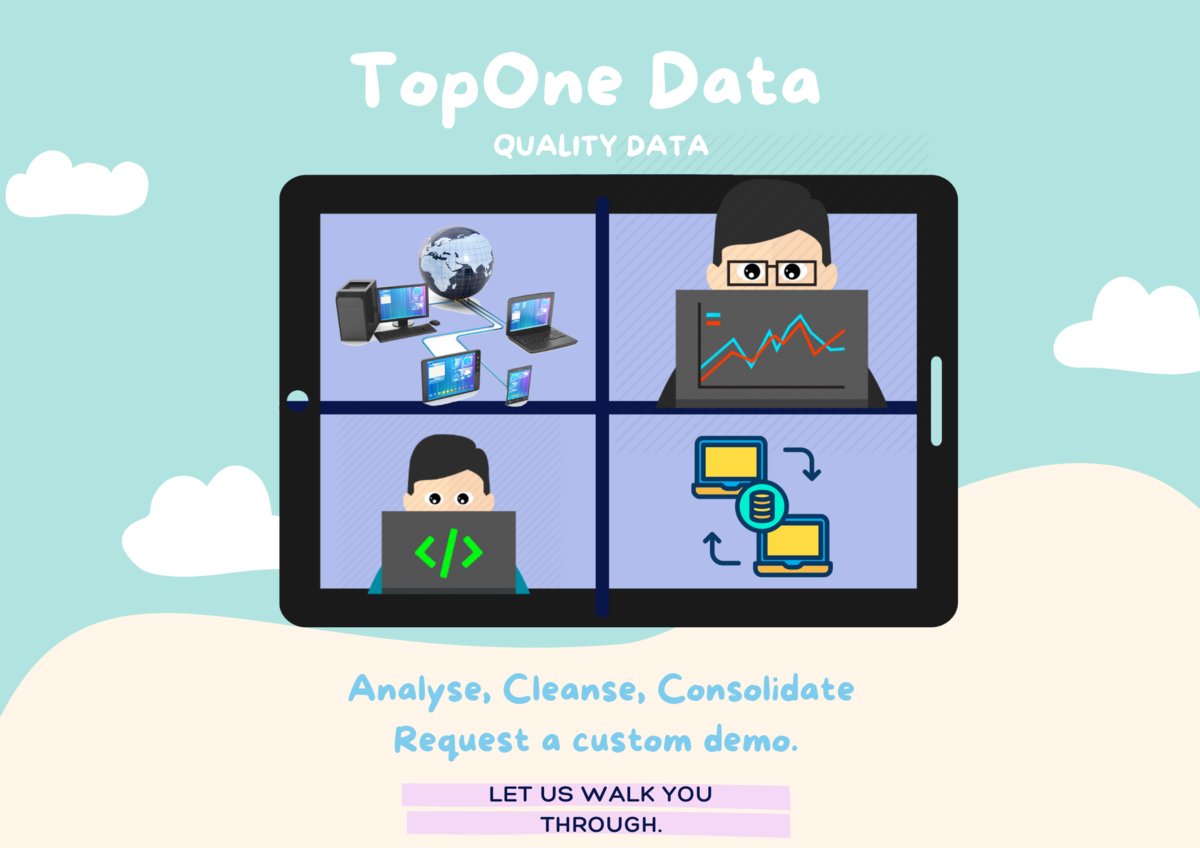 TopOne Data
QUALITY DATA
</>
Analyse, Cleanse, Consolidate
Request a custom demo.
LET US WALK YOU
THROUGH.